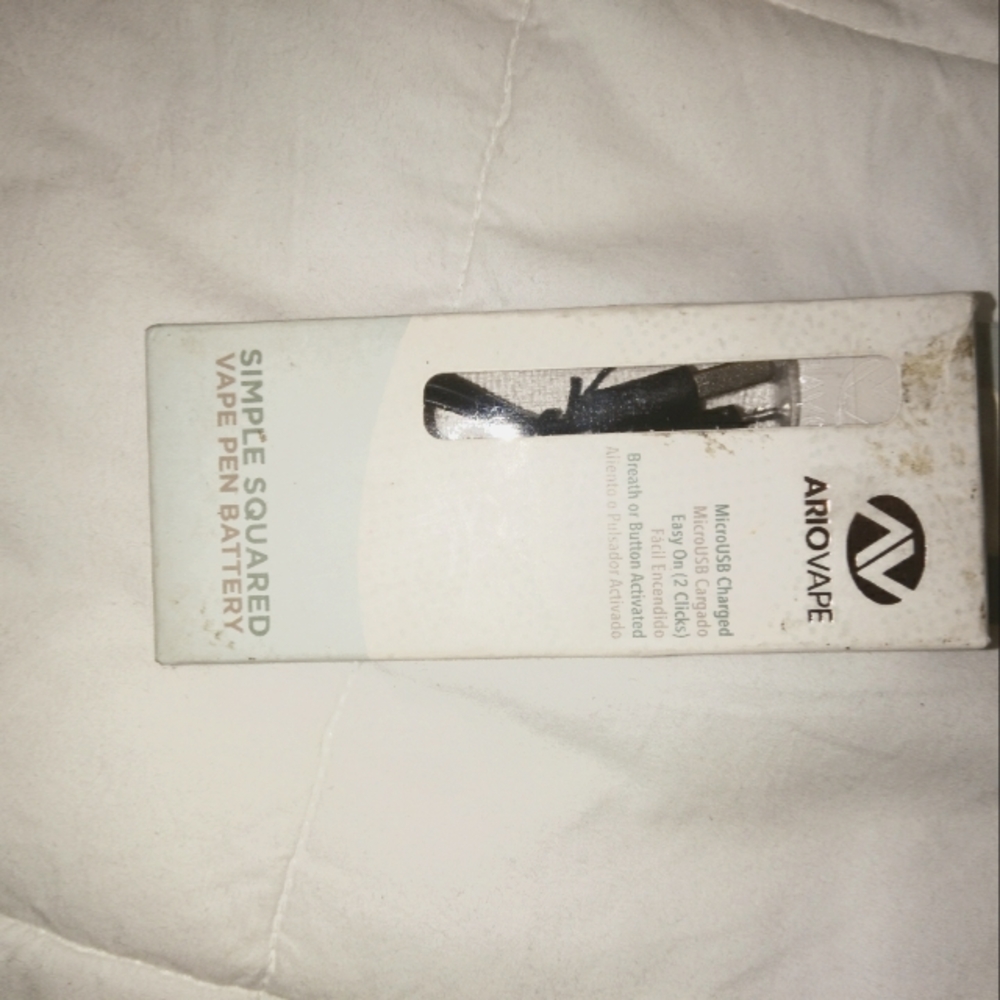 ARIOVAPE
MicroUSB Charged
MicroUSB Cargado
Easy On (2 Clicks)
Fácil Encendido
Breath or Button Activated
Aliento o Pulsador Activado
SIMPLE SQUARED
VAPE PEN BATTERY